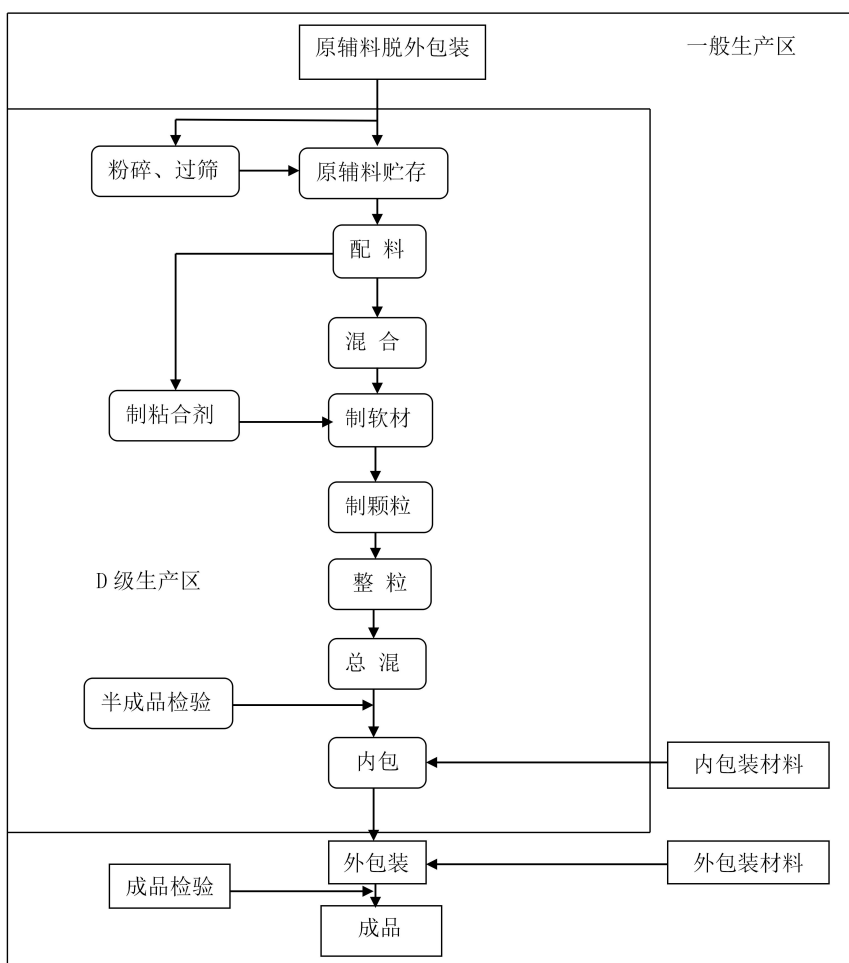 原辅料脱外包装
一般生产区
粉碎、过筛
原辅料贮存
配 料
混 合
制粘合剂
制软材
制颗粒
D 级生产区
整 粒
总 混
半成品检验
内包
内包装材料
外包装
外包装材料
成品检验
成品